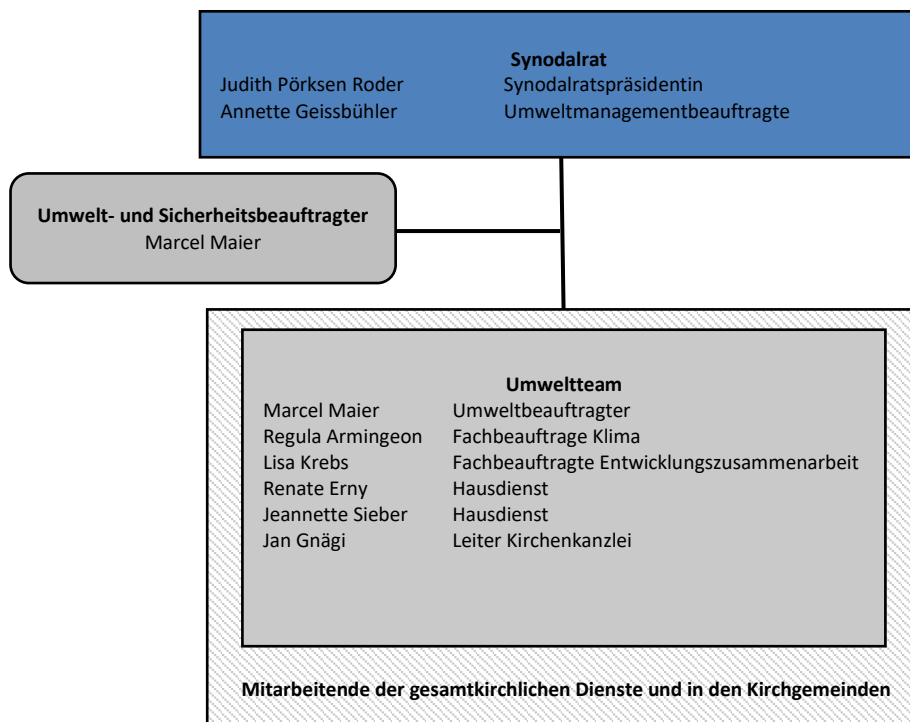 Synodalrat
Judith Pörksen Roder Synodalratspräsidentin
Annette Geissbühler Umweltmanagementbeauftragte
Umwelt- und Sicherheitsbeauftragter
Marcel Maier
Umweltteam
Marcel Maier Umweltbeauftragter
Regula Armingeon Fachbeauftrage Klima
Lisa Krebs Fachbeauftragte Entwicklungszusammenarbeit
Renate Erny Hausdienst
Jeannette Sieber Hausdienst
Jan Gnägi Leiter Kirchenkanzlei
Mitarbeitende der gesamtkirchlichen Dienste und in den Kirchgemeinden